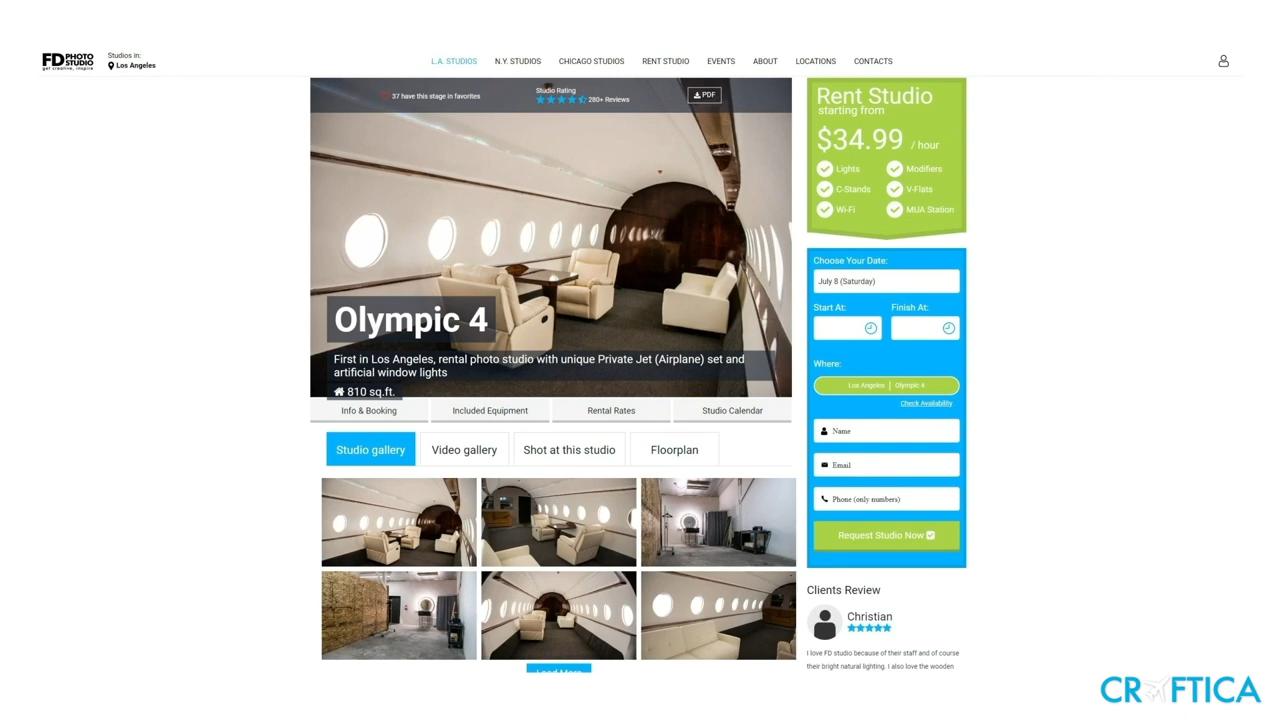 FD PHOTO STUDIO
get creative, inspire
Studios in:
Los Angeles
L.A. STUDIOS
N.Y. STUDIOS
CHICAGO STUDIOS
RENT STUDIO
EVENTS
ABOUT
LOCATIONS
CONTACTS
37 have this stage in favorites
Studio Rating
280+ Reviews
PDF
Olympic 4
First in Los Angeles, rental photo studio with unique Private Jet (Airplane) set and
artificial window lights
810 sq.ft.
Info & Booking
Included Equipment
Rental Rates
Studio Calendar
Studio gallery
Video gallery
Shot at this studio
Floorplan
Load More
Rent Studio
starting from
$34.99 / hour
Lights
Modifiers
C-Stands
V-Flats
Wi-Fi
MUA Station
Choose Your Date:
July 8 (Saturday)
Start At:
Finish At:
Where:
Los Angeles | Olympic 4
Check Availability
Name
Email
Phone (only numbers)
Request Studio Now
Clients Review
Christian
I love FD studio because of their staff and of course
their bright natural lighting. I also love the wooden
CRAFTICA